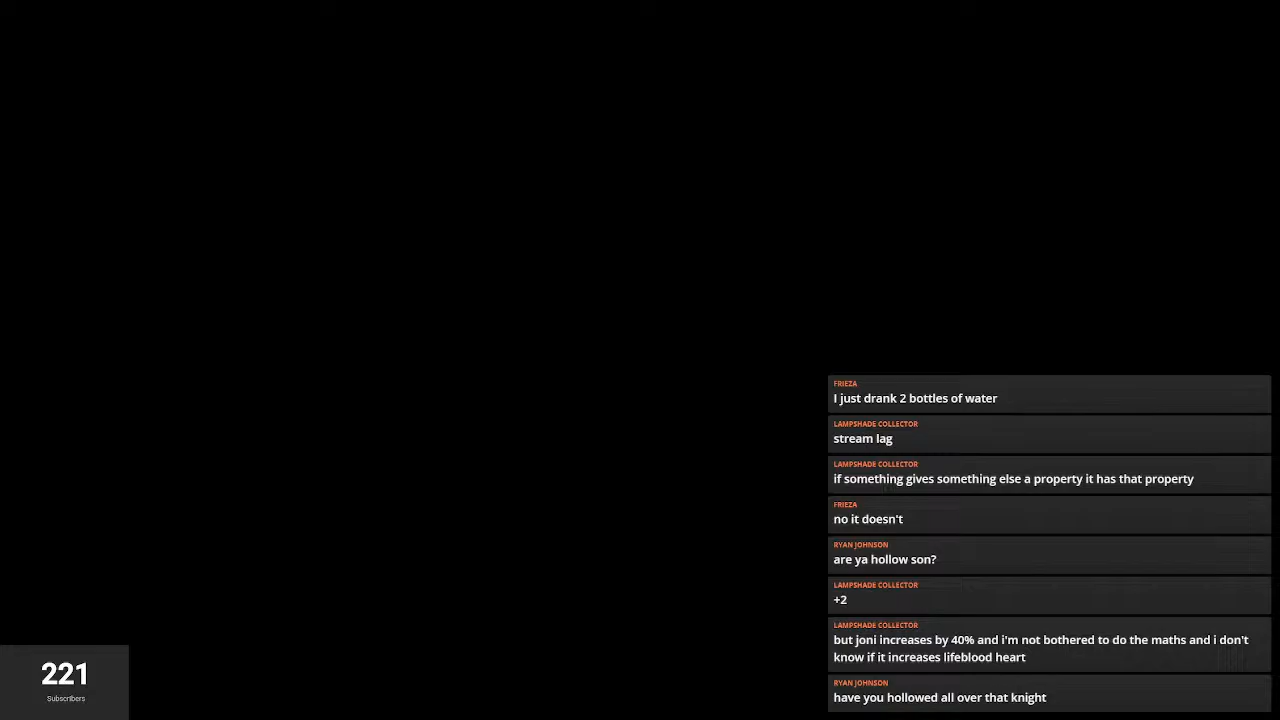 FRIEZA
I just drank 2 bottles of water
LAMPSHADE COLLECTOR
stream lag
LAMPSHADE COLLECTOR
if something gives something else a property it has that property
FRIEZA
no it doesn't
RYAN JOHNSON
are ya hollow son?
LAMPSHADE COLLECTOR
+2
LAMPSHADE COLLECTOR
but joni increases by 40% and i'm not bothered to do the maths and i don't
know if it increases lifeblood heart
RYAN JOHNSON
have you hollowed all over that knight
221
Subscribers